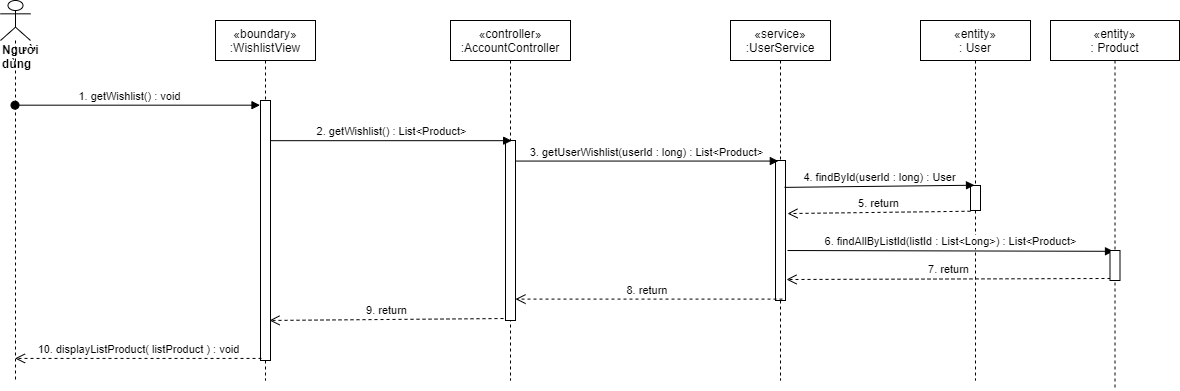 «boundary»
:WishlistView
«controller»
:AccountController
«service»
:UserService
«entity»
: User
«entity»
: Product
Người
dùng
1. getWishlist() : void
2. getWishlist() : List<Product>
3. getUserWishlist(userId : long) : List<Product>
4. findById(userId : long) : User
5. return
6. findAllByListId(listId : List<Long>) : List<Product>
7. return
8. return
9. return
10. displayListProduct( listProduct ) : void